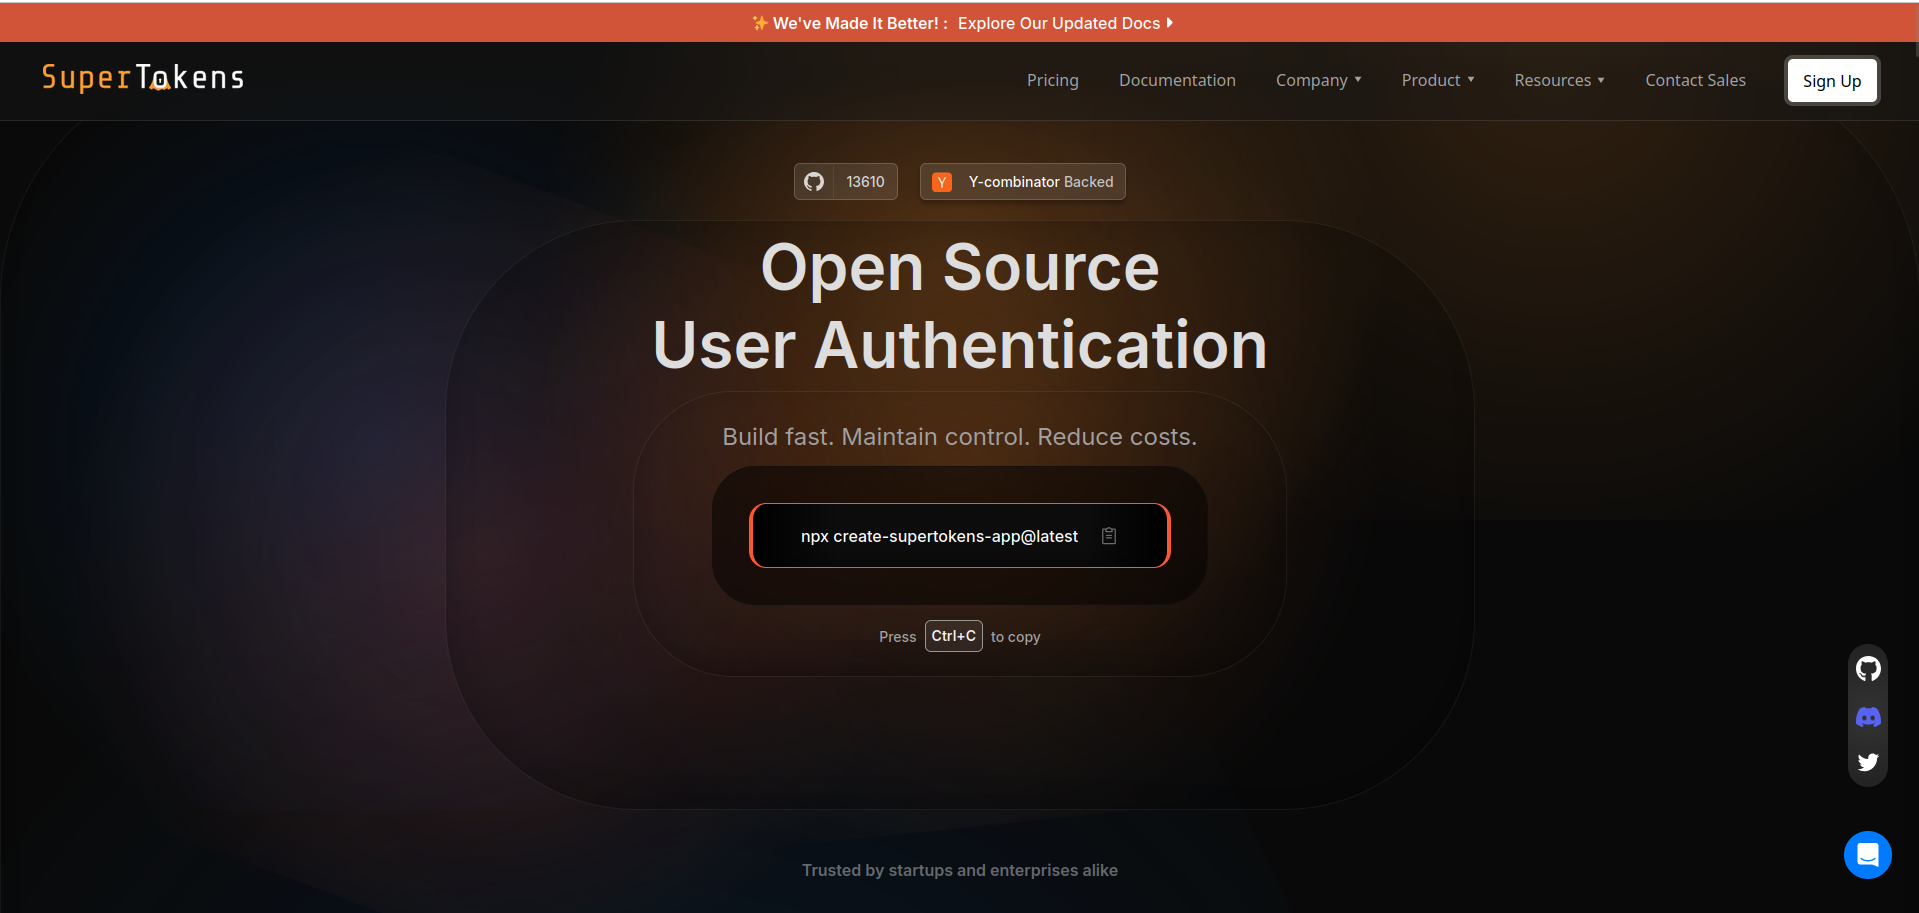 ✨ We've Made It Better! : Explore Our Updated Docs
SuperTokens
Pricing
Documentation
Company
Product
Resources
Contact Sales
Sign Up
13610
Y
Y-combinator Backed
Open Source
User Authentication
Build fast. Maintain control. Reduce costs.
npx create-supertokens-app@latest
Press Ctrl+C to copy
Trusted by startups and enterprises alike